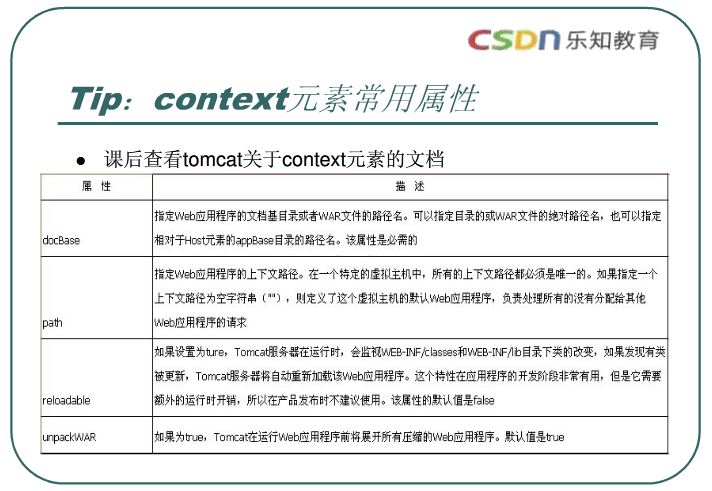 CSDN 乐知教育
Tip：context元素常用属性
● 课后查看tomcat关于context元素的文档
属 性 描 述
docBase
指定Web应用程序的文档基目录或者WAR文件的路径名。可以指定目录的或WAR文件的绝对路径名，也可以指定
相对于Host元素的appBase目录的路径名。该属性是必需的
path
指定Web应用程序的上下文路径。在一个特定的虚拟主机中，所有的上下文路径都必须是唯一的。如果指定一个
上下文路径为空字符串（""），则定义了这个虚拟主机的默认Web应用程序，负责处理所有的没有分配给其他
Web应用程序的请求
reloadable
如果设置为ture，Tomcat服务器在运行时，会监视WEB-INF/classes和WEB-INF/lib目录下类的改变，如果发现有类
被更新，Tomcat服务器将自动重新加载该Web应用程序。这个特性在应用程序的开发阶段非常有用，但是它需要
额外的运行时开销，所以在产品发布时不建议使用。该属性的默认值是false
unpackWAR
如果为true，Tomcat在运行Web应用程序前将展开所有压缩的Web应用程序。默认值是true